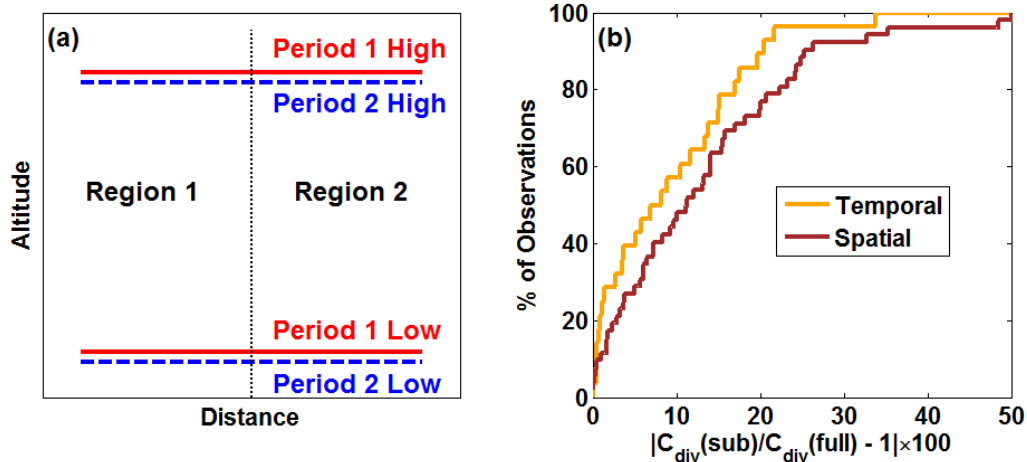 (a)
Period 1 High
Period 2 High
Region 1
Region 2
Period 1 Low
Period 2 Low
Altitude
Distance
(b)
100
80
60
40
20
0
% of Observations
Temporal
Spatial
0 10 20 30 40 50
|C_div(sub)/C_div(full) - 1|×100